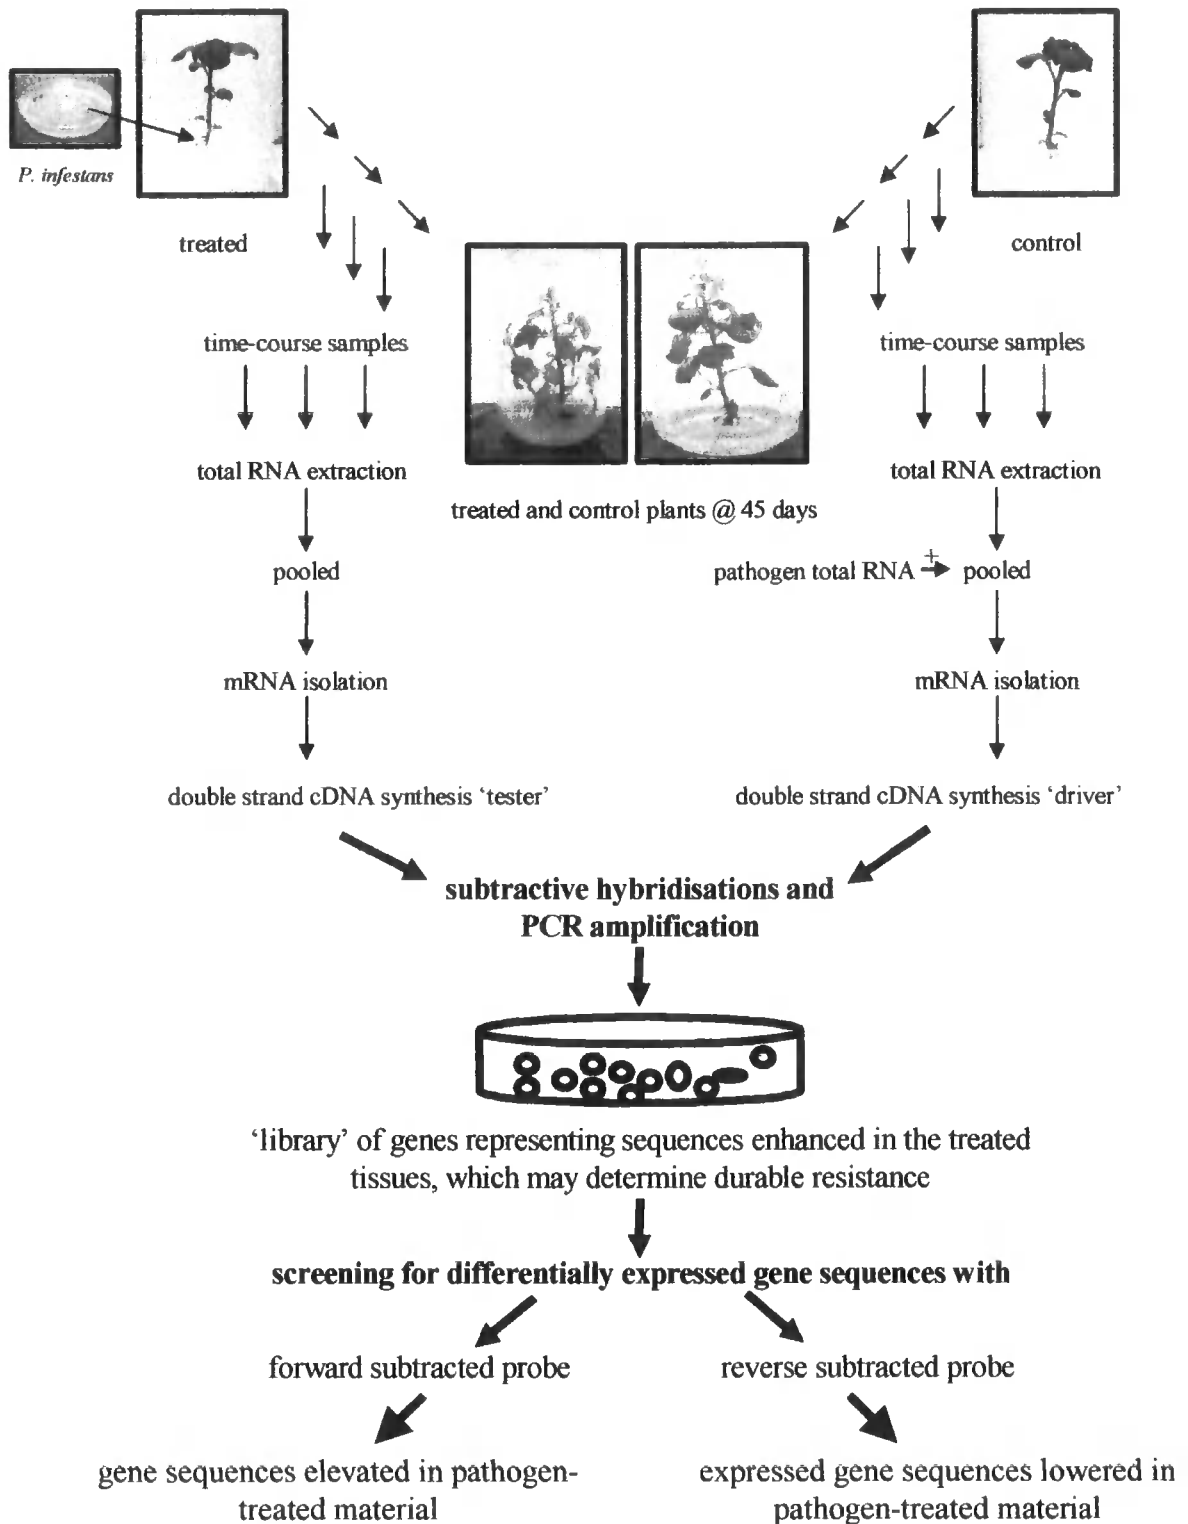 P. infestans
treated
control
time-course samples
time-course samples
total RNA extraction
total RNA extraction
treated and control plants @ 45 days
pooled
pathogen total RNA + pooled
mRNA isolation
mRNA isolation
double strand cDNA synthesis ‘tester’
double strand cDNA synthesis ‘driver’
subtractive hybridisations and
PCR amplification
‘library’ of genes representing sequences enhanced in the treated
tissues, which may determine durable resistance
screening for differentially expressed gene sequences with
forward subtracted probe
reverse subtracted probe
gene sequences elevated in pathogen-
treated material
expressed gene sequences lowered in
pathogen-treated material